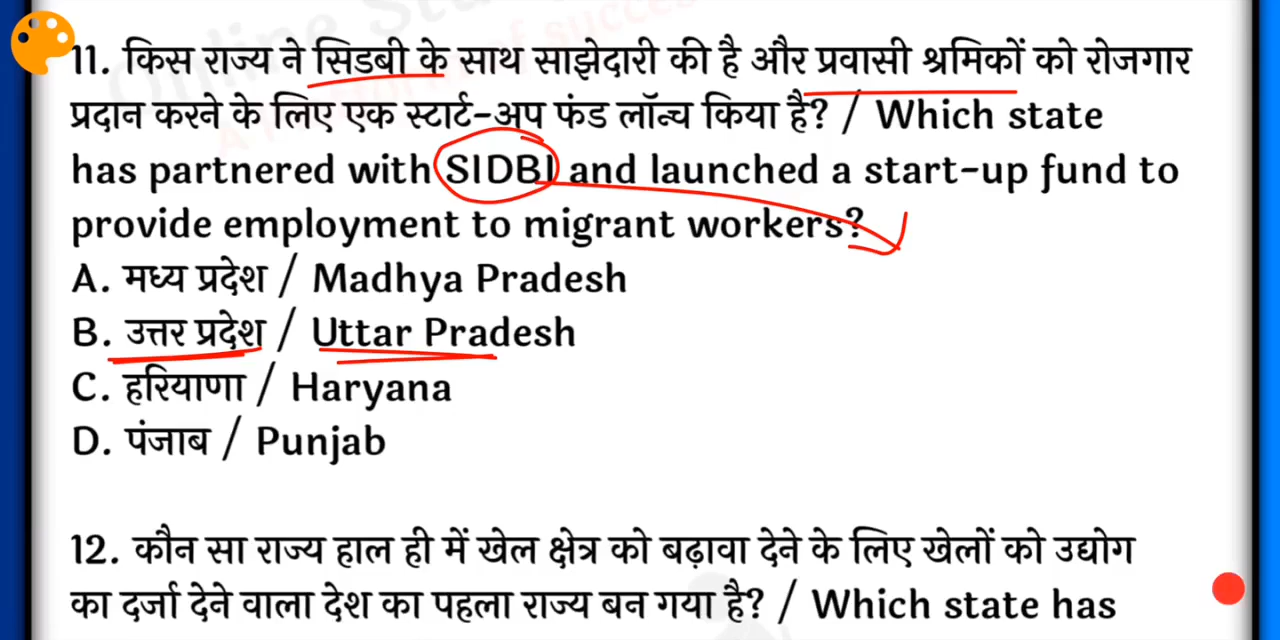 11. किस राज्य ने सिडबी के साथ साझेदारी की है और प्रवासी श्रमिकों को रोजगार
प्रदान करने के लिए एक स्टार्ट-अप फंड लॉन्च किया है? / Which state
has partnered with SIDBI and launched a start-up fund to
provide employment to migrant workers?
A. मध्य प्रदेश / Madhya Pradesh
B. उत्तर प्रदेश / Uttar Pradesh
C. हरियाणा / Haryana
D. पंजाब / Punjab
12. कौन सा राज्य हाल ही में खेल क्षेत्र को बढ़ावा देने के लिए खेलों को उद्योग
का दर्जा देने वाला देश का पहला राज्य बन गया है? / Which state has